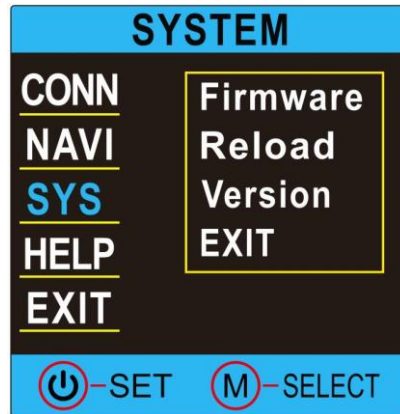 SYSTEM
CONN
NAVI
SYS
HELP
EXIT
Firmware
Reload
Version
EXIT
-SET
M-SELECT